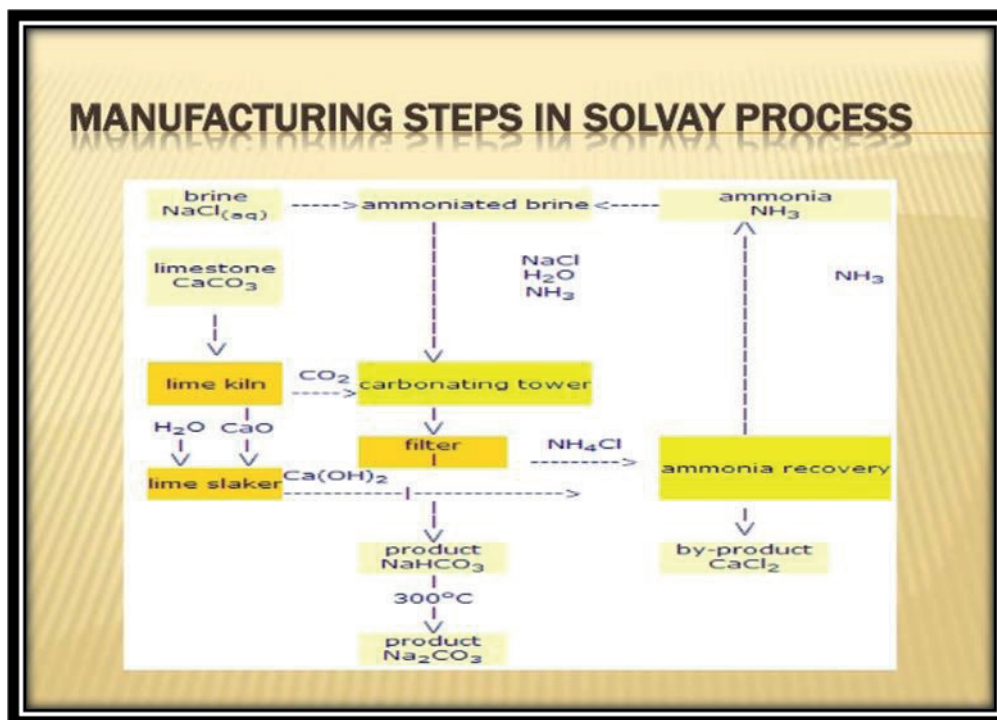 MANUFACTURING STEPS IN SOLVAY PROCESS
brine
NaCl(aq)
ammoniated brine
ammonia
NH₃
limestone
CaCO₃
NaCl
H₂O
NH₃
NH₃
lime kiln
CO₂
carbonating tower
H₂O
CaO
filter
NH₄Cl
ammonia recovery
lime slaker
Ca(OH)₂
product
NaHCO₃
by-product
CaCl₂
300°C
product
Na₂CO₃